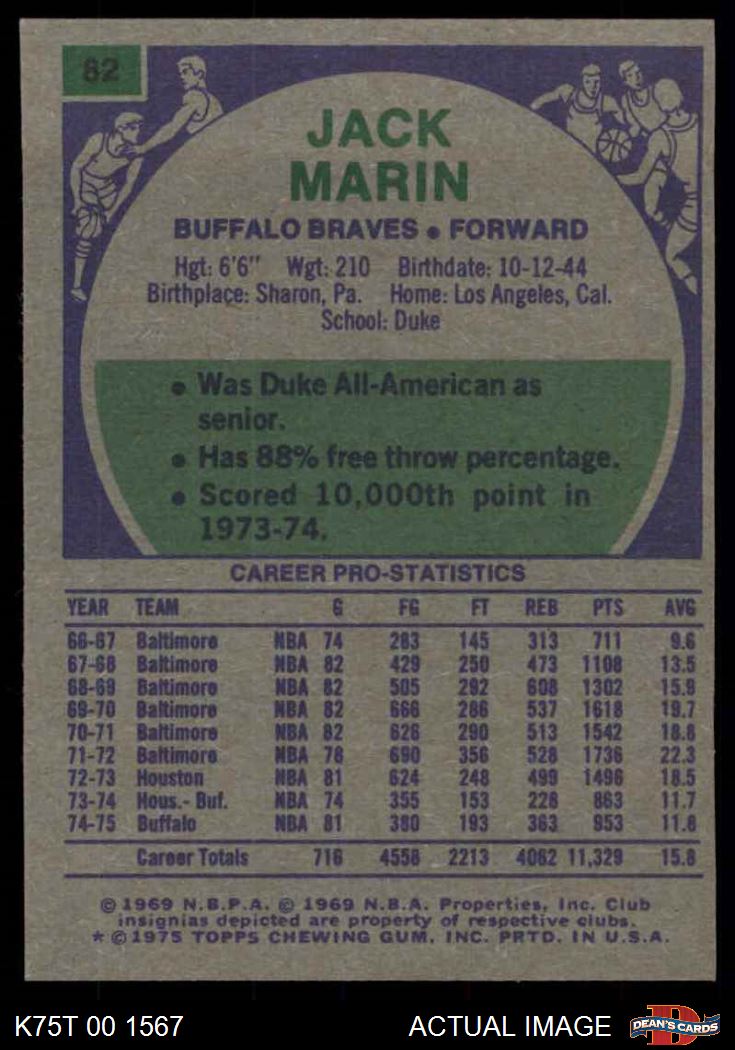 82
JACK
MARIN
BUFFALO BRAVES • FORWARD
Hgt: 6'6" Wgt: 210 Birthdate: 10-12-44
Birthplace: Sharon, Pa. Home: Los Angeles, Cal.
School: Duke
• Was Duke All-American as
senior.
• Has 88% free throw percentage.
• Scored 10,000th point in
1973-74.
CAREER PRO-STATISTICS
YEAR TEAM G FG FT REB PTS AVG
66-67 Baltimore NBA 74 283 145 313 711 9.6
67-68 Baltimore NBA 82 429 250 473 1108 13.5
68-69 Baltimore NBA 82 505 292 608 1302 15.9
69-70 Baltimore NBA 82 666 286 537 1618 19.7
70-71 Baltimore NBA 82 626 290 513 1542 18.8
71-72 Baltimore NBA 78 690 356 528 1736 22.3
72-73 Houston NBA 81 624 248 499 1496 18.5
73-74 Hous.- Buf. NBA 74 355 153 228 863 11.7
74-75 Buffalo NBA 81 380 193 363 953 11.8
Career Totals 716 4558 2213 4062 11,329 15.8
© 1969 N.B.P.A. © 1969 N.B.A. Properties, Inc. Club
insignias depicted are property of respective clubs.
* © 1975 TOPPS CHEWING GUM, INC. PRTD. IN U.S.A.
K75T 00 1567 ACTUAL IMAGE DEAN'S CARDS